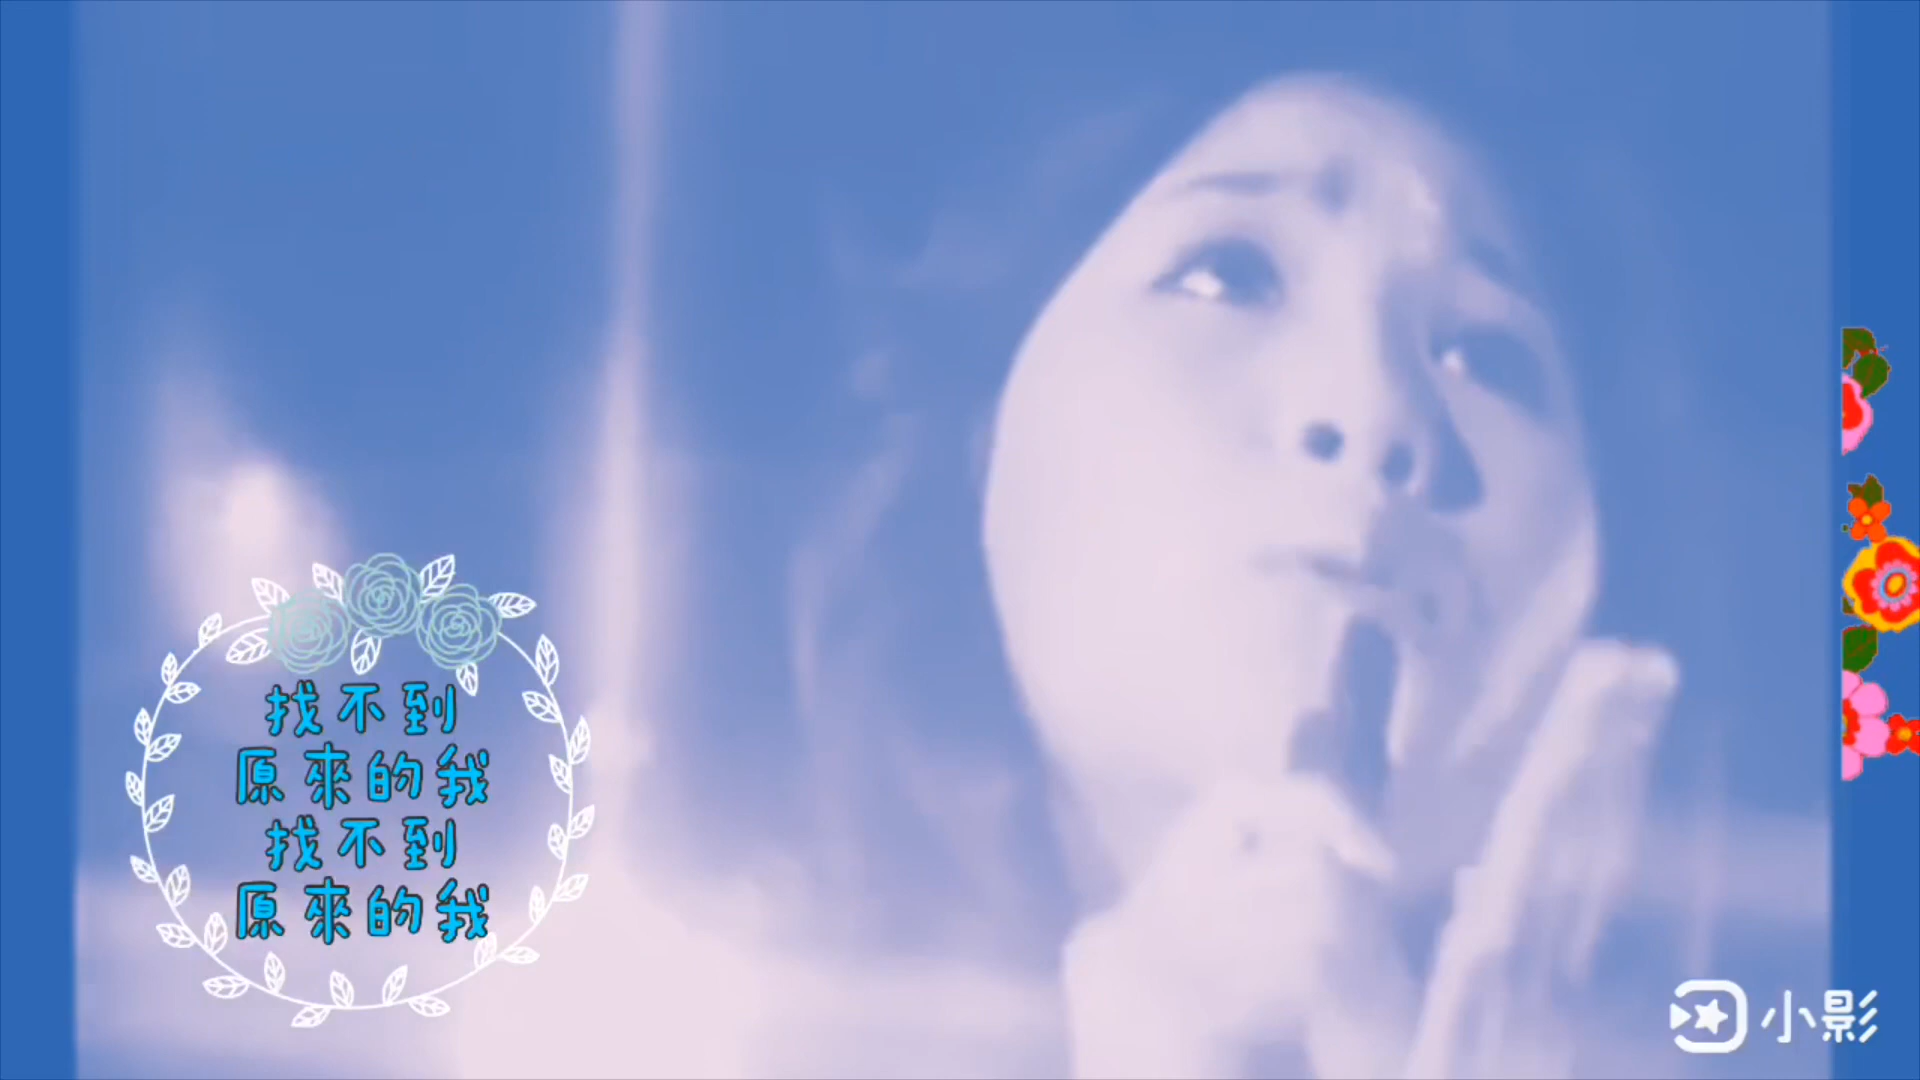 找不到
原來的我
找不到
原來的我
小影